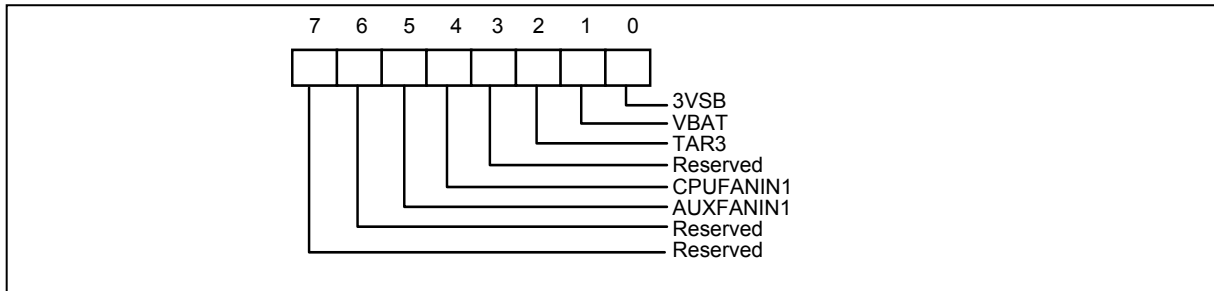 7 6 5 4 3 2 1 0
3VSB
VBAT
TAR3
Reserved
CPUFANIN1
AUXFANIN1
Reserved
Reserved